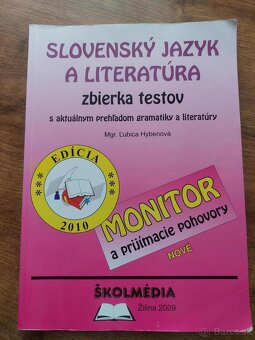 SLOVENSKÝ JAZYK
A LITERATÚRA
zbierka testov
s aktuálnym prehľadom gramatiky a literatúry
Mgr. Ľubica Hybenová
*** EDÍCIA ***
2010
MONITOR
a prijímacie pohovory
NOVÉ
ŠKOLMÉDIA
Žilina 2009